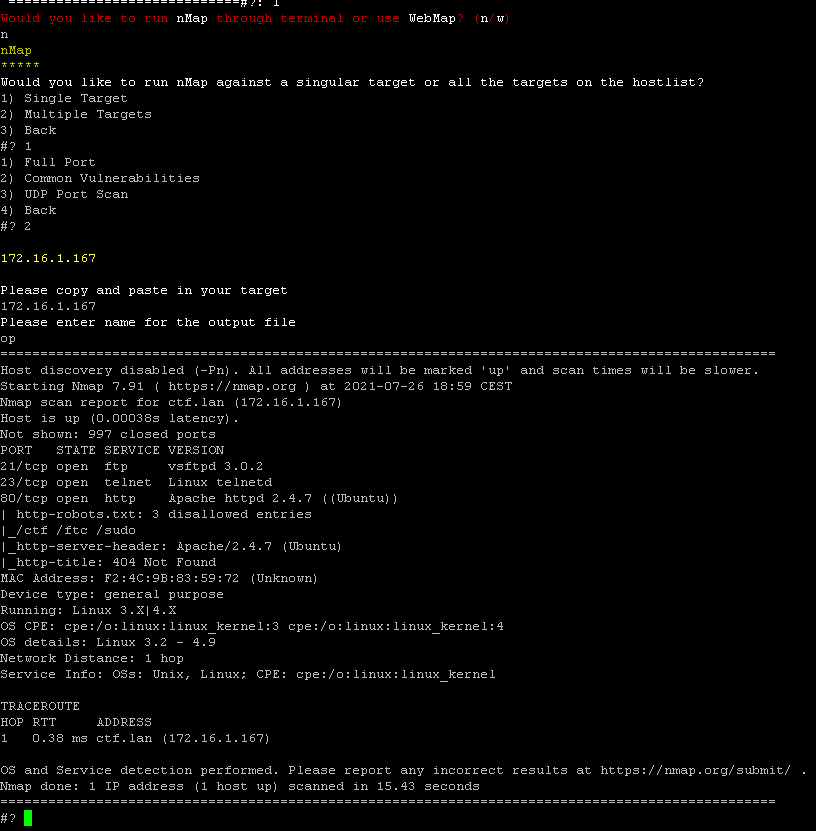 =============================#?: 1
Would you like to run nMap through terminal or use WebMap? (n/w)
n
nMap
*****
Would you like to run nMap against a singular target or all the targets on the hostlist?
1) Single Target
2) Multiple Targets
3) Back
#? 1
1) Full Port
2) Common Vulnerabilities
3) UDP Port Scan
4) Back
#? 2
172.16.1.167
Please copy and paste in your target
172.16.1.167
Please enter name for the output file
op
=================================================================================================
Host discovery disabled (-Pn). All addresses will be marked 'up' and scan times will be slower.
Starting Nmap 7.91 ( https://nmap.org ) at 2021-07-26 18:59 CEST
Nmap scan report for ctf.lan (172.16.1.167)
Host is up (0.00038s latency).
Not shown: 997 closed ports
PORT   STATE SERVICE VERSION
21/tcp open  ftp     vsftpd 3.0.2
23/tcp open  telnet  Linux telnetd
80/tcp open  http    Apache httpd 2.4.7 ((Ubuntu))
| http-robots.txt: 3 disallowed entries
|_/ctf /ftc /sudo
|_http-server-header: Apache/2.4.7 (Ubuntu)
|_http-title: 404 Not Found
MAC Address: F2:4C:9B:83:59:72 (Unknown)
Device type: general purpose
Running: Linux 3.X|4.X
OS CPE: cpe:/o:linux:linux_kernel:3 cpe:/o:linux:linux_kernel:4
OS details: Linux 3.2 - 4.9
Network Distance: 1 hop
Service Info: OSs: Unix, Linux; CPE: cpe:/o:linux:linux_kernel
TRACEROUTE
HOP RTT     ADDRESS
1   0.38 ms ctf.lan (172.16.1.167)
OS and Service detection performed. Please report any incorrect results at https://nmap.org/submit/ .
Nmap done: 1 IP address (1 host up) scanned in 15.43 seconds
=================================================================================================
#?